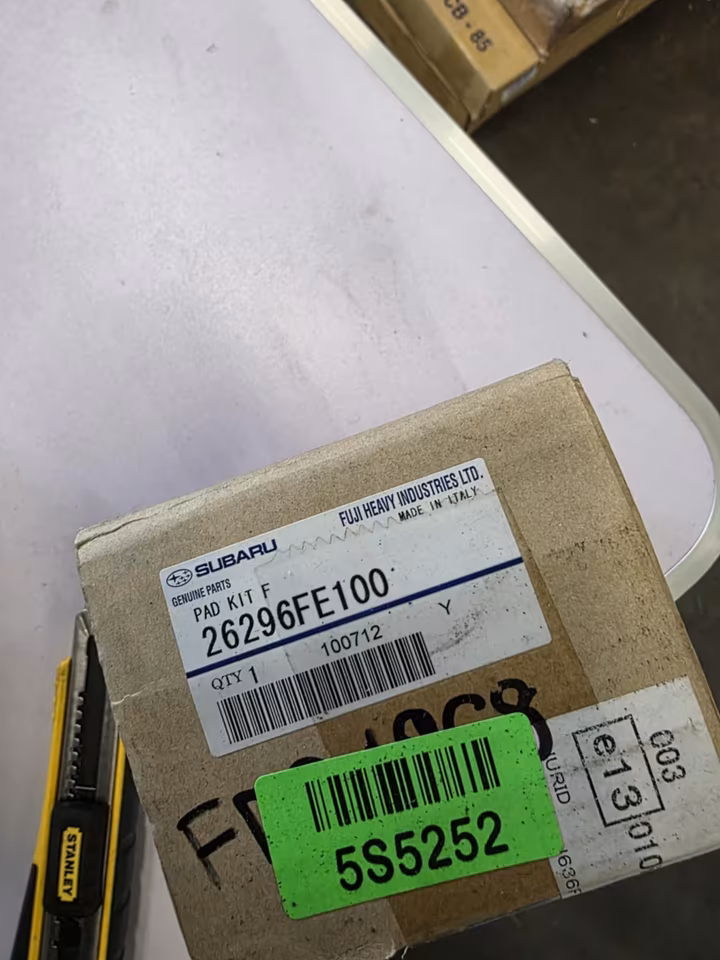 CB-85
FUJI HEAVY INDUSTRIES LTD.
MADE IN ITALY
SUBARU
GENUINE PARTS
PAD KIT F
26296FE100
Y
100712
QTY 1
5S5252
e13
003
010
STANLEY